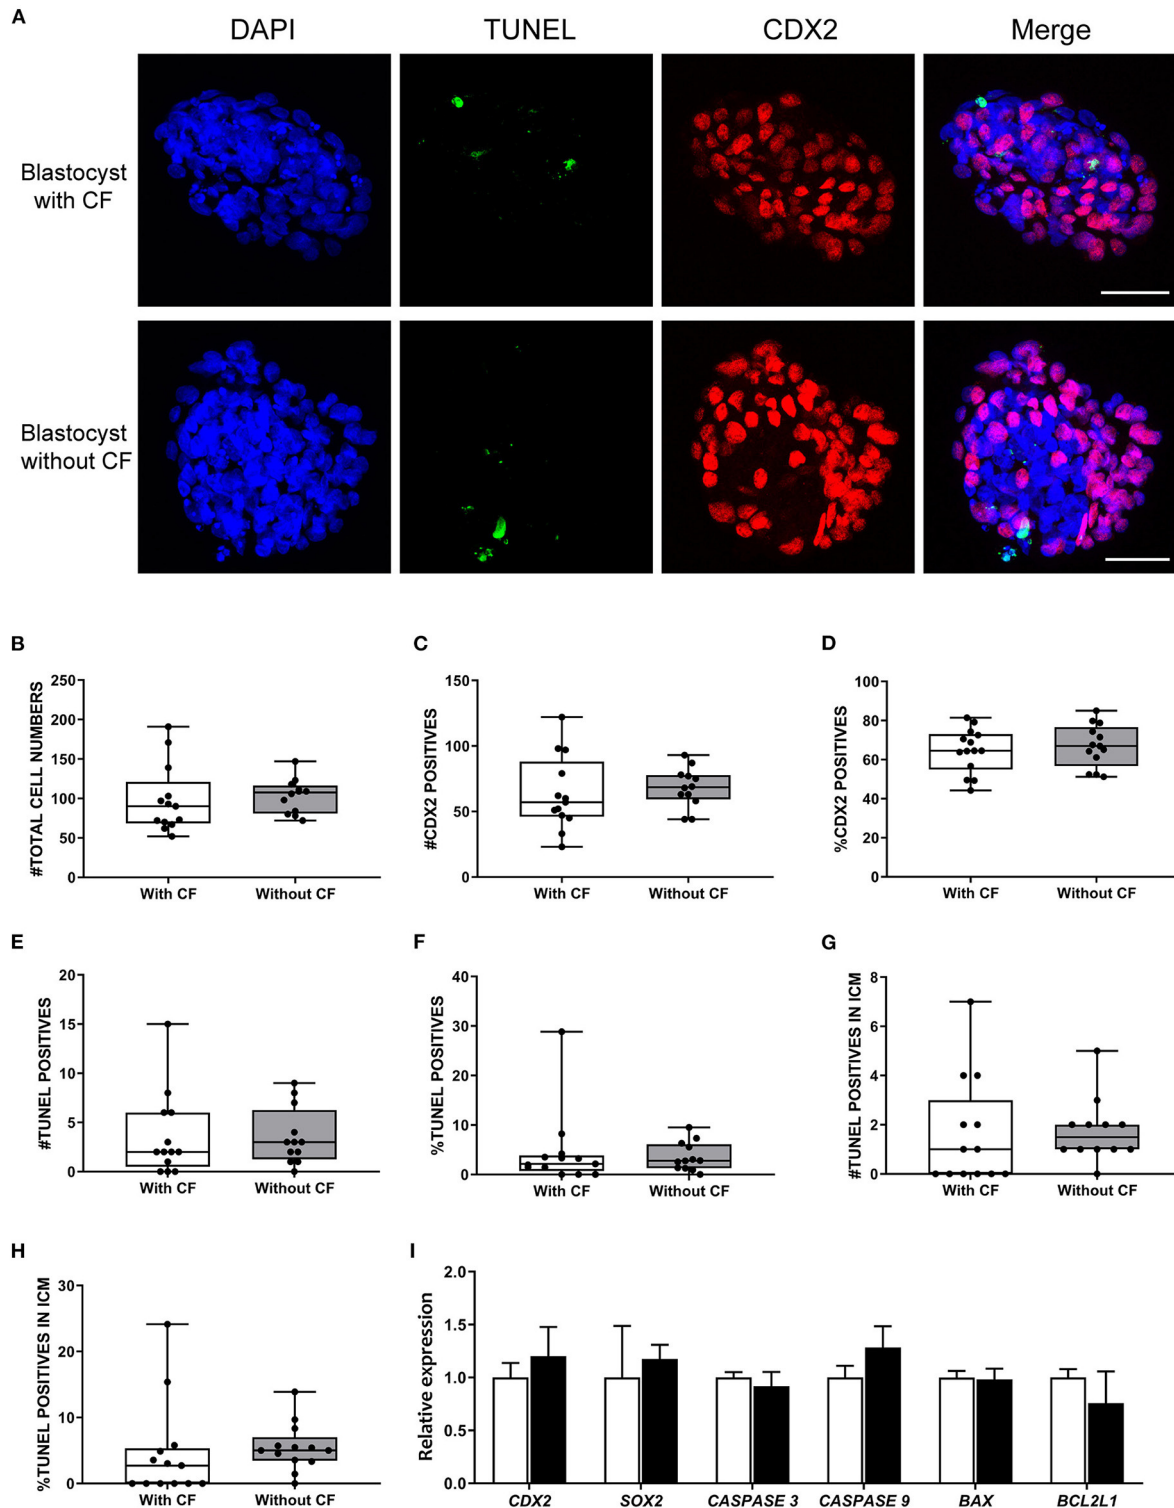 A
DAPI TUNEL CDX2 Merge
Blastocyst
with CF
Blastocyst
without CF
B
#TOTAL CELL NUMBERS
250
200
150
100
50
0
With CF Without CF
C
#CDX2 POSITIVES
150
100
50
0
With CF Without CF
D
%CDX2 POSITIVES
100
80
60
40
20
0
With CF Without CF
E
#TUNEL POSITIVES
20
15
10
5
0
With CF Without CF
F
%TUNEL POSITIVES
40
30
20
10
0
With CF Without CF
G
#TUNEL POSITIVES IN ICM
8
6
4
2
0
With CF Without CF
H
%TUNEL POSITIVES IN ICM
30
20
10
0
With CF Without CF
I
Relative expression
2.0
1.5
1.0
0.5
0.0
CDX2 SOX2 CASPASE 3 CASPASE 9 BAX BCL2L1